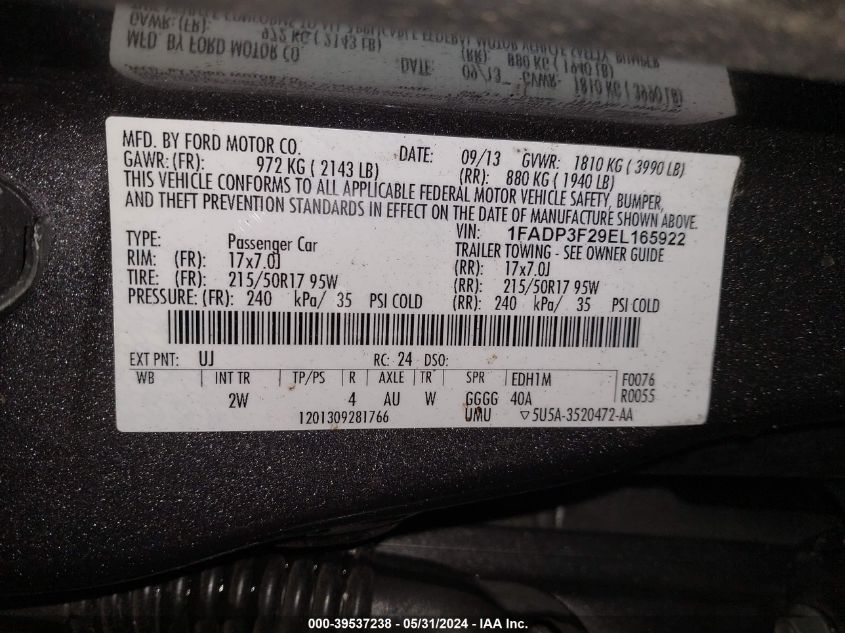 MFD. BY FORD MOTOR CO. DATE: 09/13 GVWR: 1810 KG ( 3990 LB)
GAWR: (FR): 972 KG ( 2143 LB) (RR): 880 KG ( 1940 LB)
THIS VEHICLE CONFORMS TO ALL APPLICABLE FEDERAL MOTOR VEHICLE SAFETY, BUMPER,
AND THEFT PREVENTION STANDARDS IN EFFECT ON THE DATE OF MANUFACTURE SHOWN ABOVE.
VIN: 1FADP3F29EL165922
TYPE: Passenger Car TRAILER TOWING - SEE OWNER GUIDE
RIM: (FR) 17x7.0J (RR): 17x7.0J
TIRE: (FR) 215/50R17 95W (RR): 215/50R17 95W
PRESSURE: (FR): 240 kPa/ 35 PSI COLD (RR): 240 kPa/ 35 PSI COLD
EXT PNT: UJ RC: 24 DSO:
WB INT TR TP/PS R AXLE TR SPR EDH1M F0076
2W 4 AU W GGGG 40A R0055
1201309281766 UMU ▽5U5A-3520472-AA
000-39537238 - 05/31/2024 - IAA Inc.